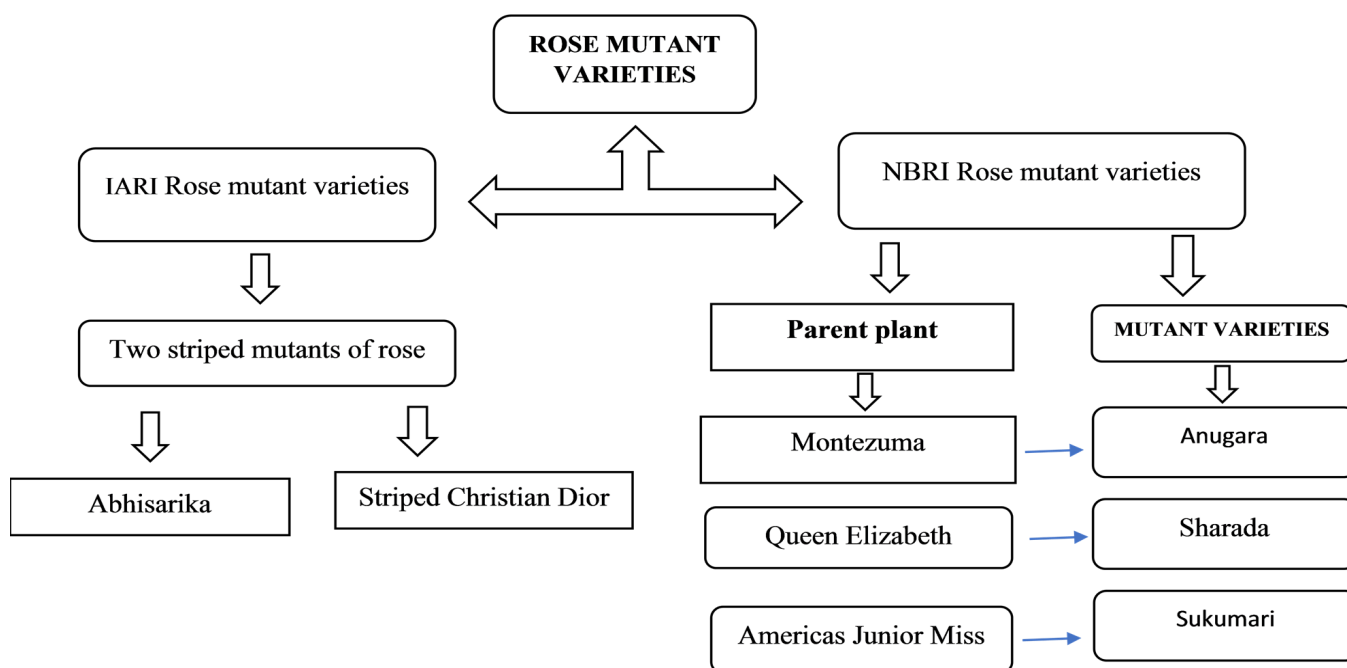 ROSE MUTANT
VARIETIES
IARI Rose mutant varieties
NBRI Rose mutant varieties
Two striped mutants of rose
Parent plant
MUTANT VARIETIES
Abhisarika
Striped Christian Dior
Montezuma
Anugara
Queen Elizabeth
Sharada
Americas Junior Miss
Sukumari